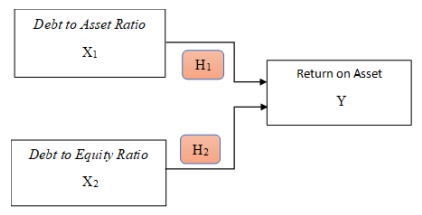 Debt to Asset Ratio
X1
H1
Return on Asset
Y
Debt to Equity Ratio
X2
H2